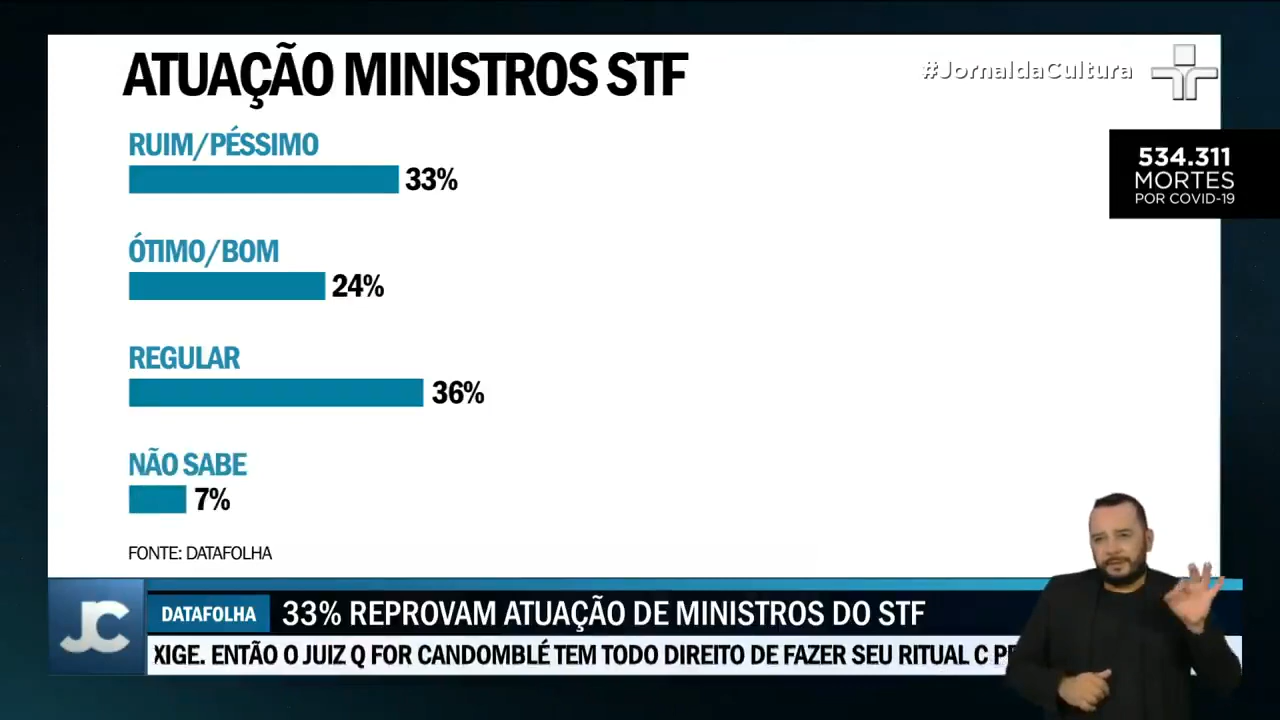 ATUAÇÃO MINISTROS STF
#JornaldaCultura
RUIM/PÉSSIMO
33%
534.311
MORTES
POR COVID-19
ÓTIMO/BOM
24%
REGULAR
36%
NÃO SABE
7%
FONTE: DATAFOLHA
JC
DATAFOLHA
33% REPROVAM ATUAÇÃO DE MINISTROS DO STF
XIGE. ENTÃO O JUIZ Q FOR CANDOMBLÉ TEM TODO DIREITO DE FAZER SEU RITUAL C